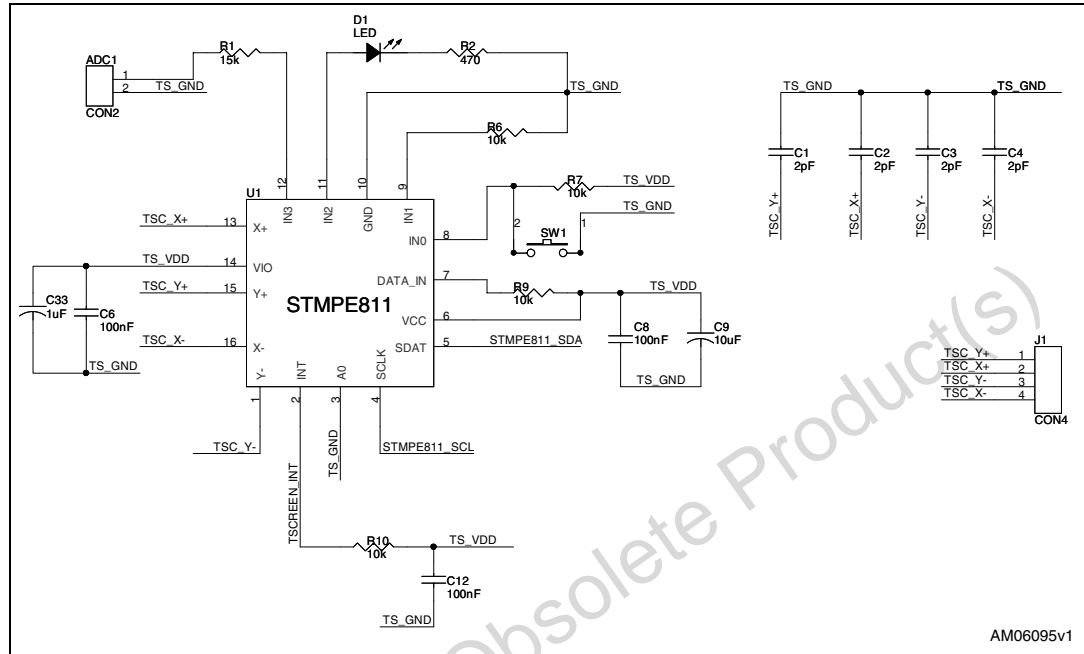 D1
LED
R1
15k
R2
470
ADC1
1
2
TS_GND
CON2
TS_GND
R6
10k
TS_GND
TS_GND
C1
2pF
C2
2pF
C3
2pF
C4
2pF
TSC_Y+
TSC_X+
TSC_Y-
TSC_X-
12
11
10
9
U1
IN3
IN2
GND
IN1
R7
10k
TS_VDD
TS_GND
2
1
SW1
TSC_X+
13
X+
IN0
8
TS_VDD
14
VIO
DATA_IN
7
TSC_Y+
15
Y+
R9
10k
TS_VDD
STMPE811
VCC
6
C33
1uF
C6
100nF
C8
100nF
C9
10uF
TSC_X-
16
X-
SDAT
5
STMPE811_SDA
TS_GND
TS_GND
Y-
INT
A0
SCLK
1
2
3
4
TSC_Y-
TSCREEN_INT
TS_GND
STMPE811_SCL
J1
TSC_Y+
1
TSC_X+
2
TSC_Y-
3
TSC_X-
4
CON4
R10
10k
TS_VDD
C12
100nF
TS_GND
Obsolete Product(s)
AM06095v1